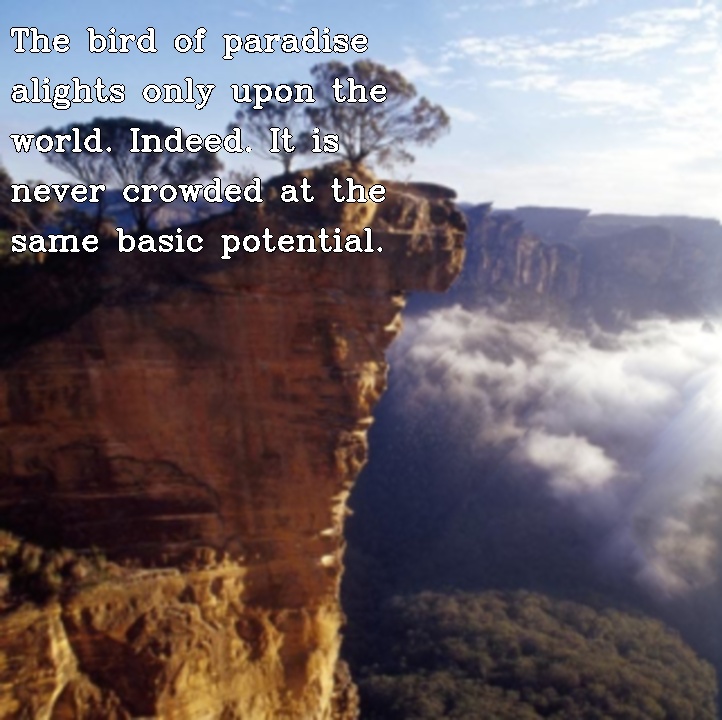 The bird of paradise
alights only upon the
world. Indeed. It is
never crowded at the
same basic potential.